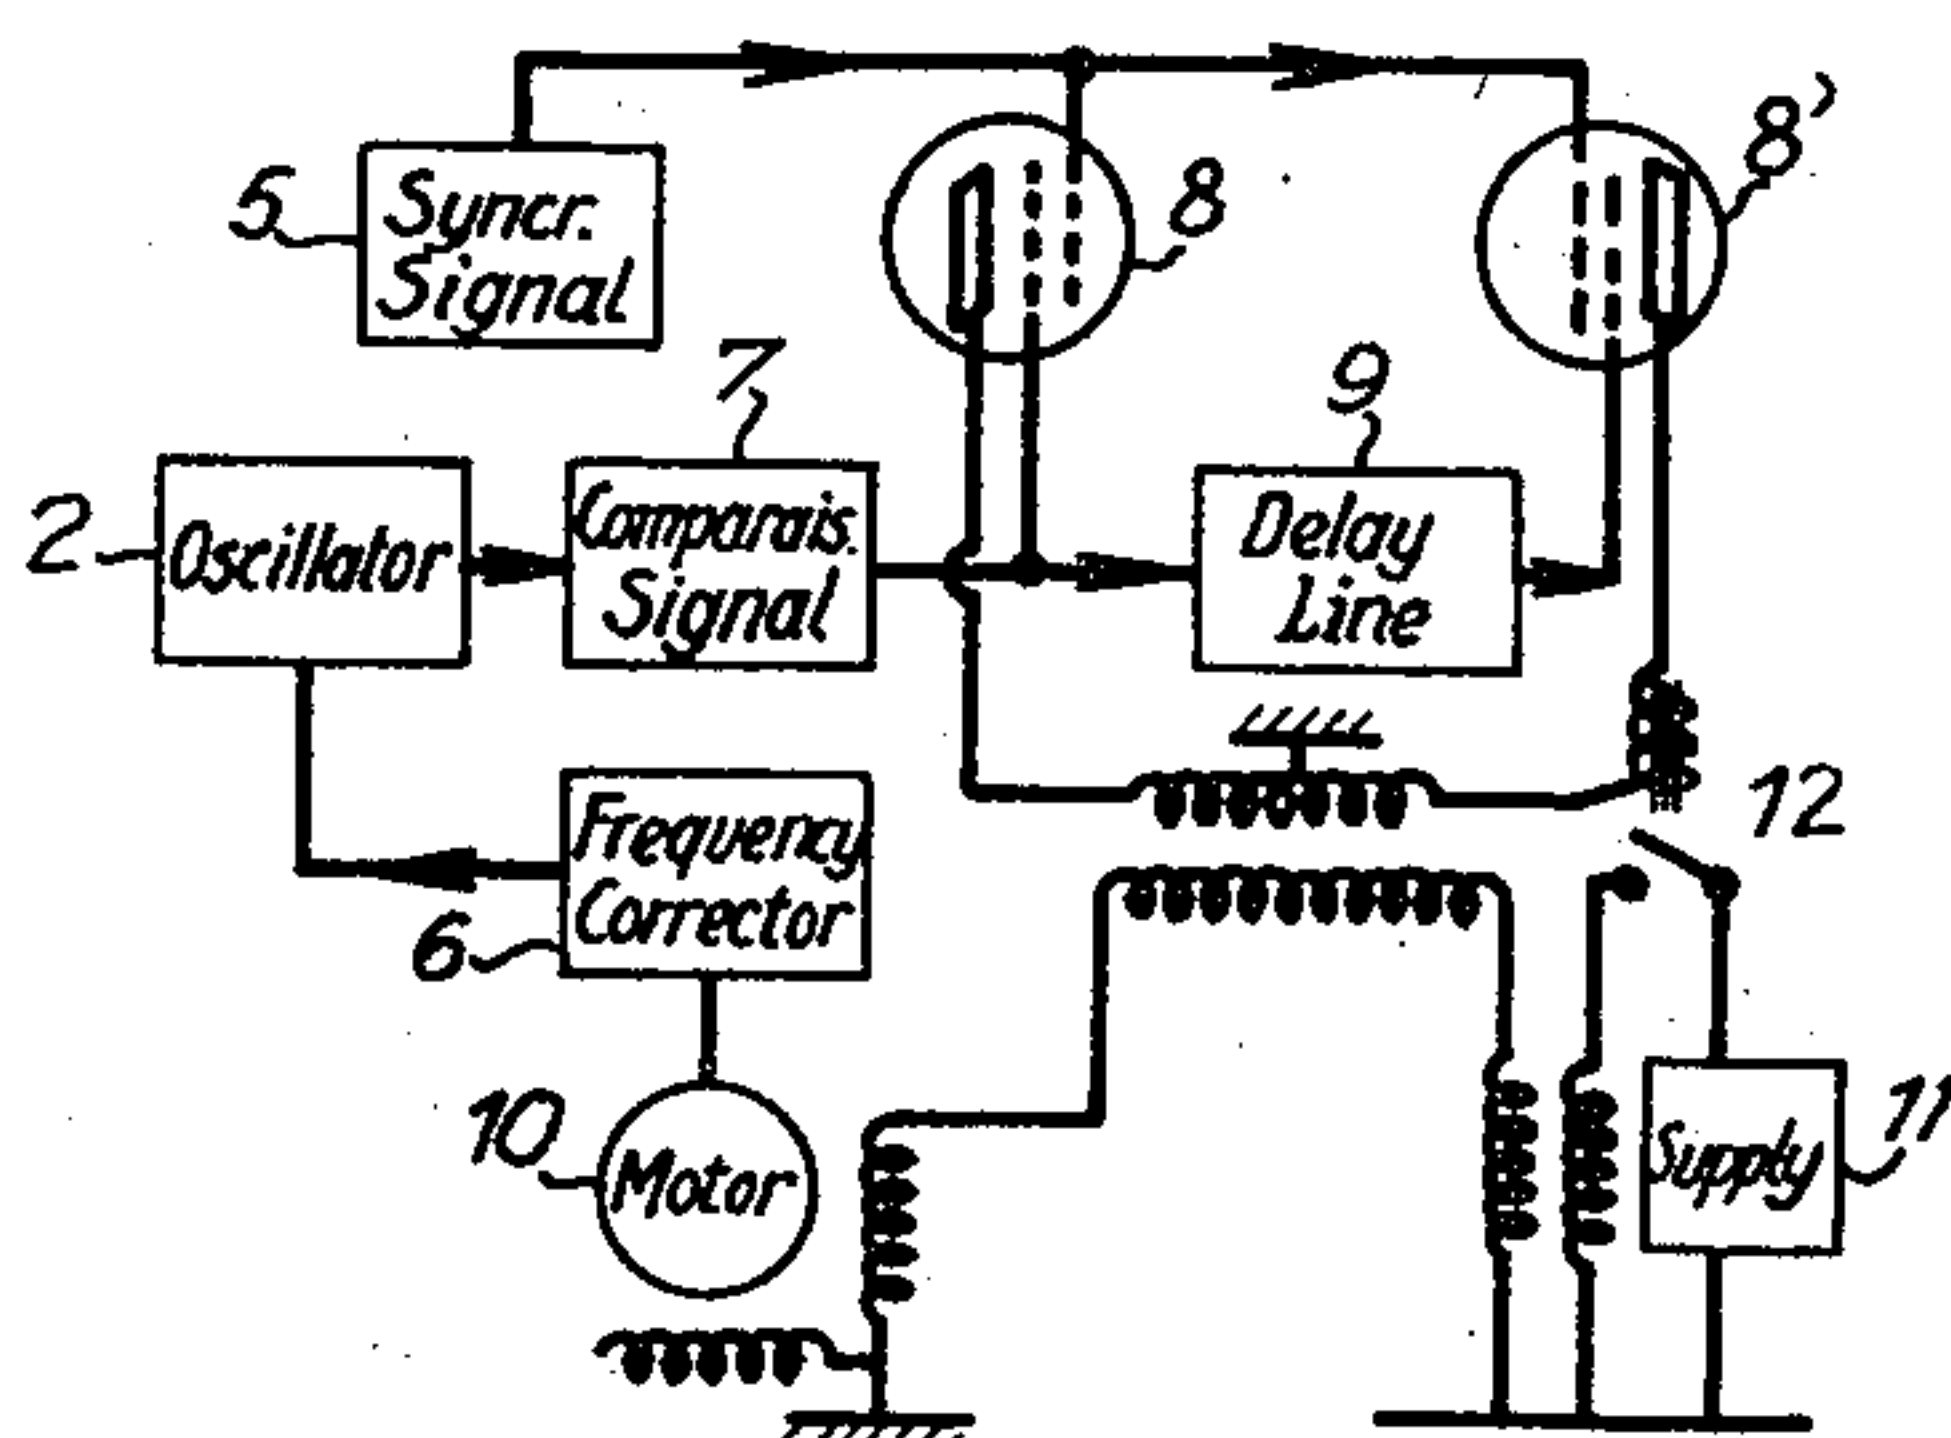 8'
5
Syncr.
Signal
8
7
9
2
Oscillator
Comparais.
Signal
Delay
Line
12
Frequency
Corrector
6
10
Motor
11
Supply